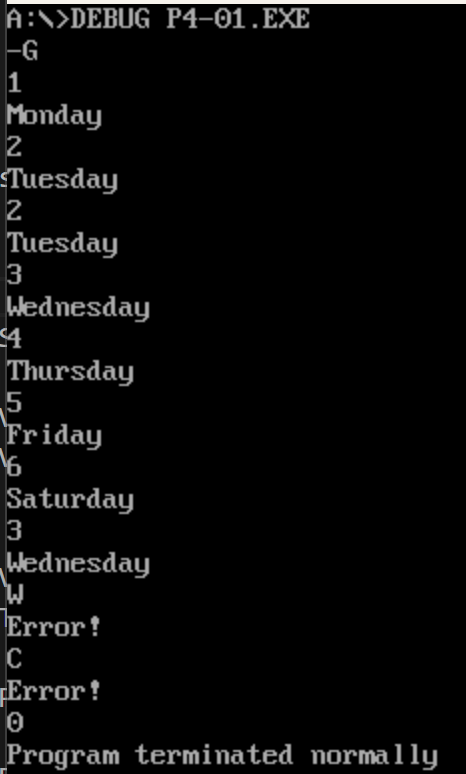 A:\>DEBUG P4-01.EXE
-G
1
Monday
2
Tuesday
2
Tuesday
3
Wednesday
4
Thursday
5
Friday
6
Saturday
3
Wednesday
W
Error!
C
Error!
0
Program terminated normally